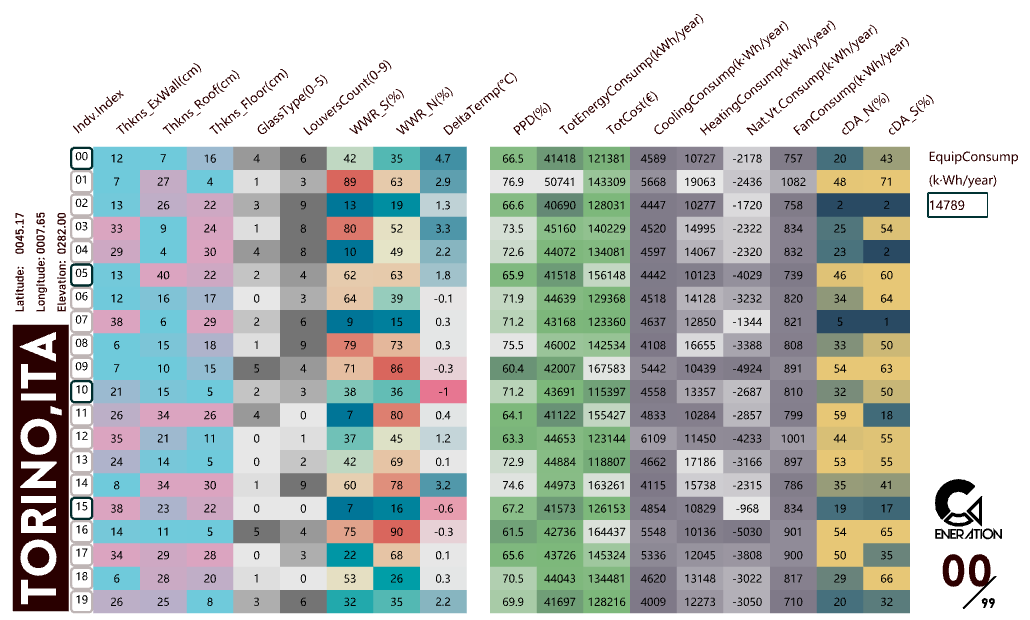 Indv.Index Thkns_ExWall(cm) Thkns_Roof(cm) Thkns_Floor(cm) GlassType(0-5) LouversCount(0-9) WWR_S(%) WWR_N(%) DeltaTermp(°C) PPD(%) TotEnergyConsump(kWh/year) TotCost(€) CoolingConsump(k·Wh/year) HeatingConsump(k·Wh/year) Nat.Vt.Consump(k·Wh/year) FanConsump(k·Wh/year) cDA_N(%) cDA_S(%)
00 12 7 16 4 6 42 35 4.7 66.5 41418 121381 4589 10727 -2178 757 20 43
01 7 27 4 1 3 89 63 2.9 76.9 50741 143309 5668 19063 -2436 1082 48 71
02 13 26 22 3 9 13 19 1.3 66.6 40690 128031 4447 10277 -1720 758 2 2
03 33 9 24 1 8 80 52 3.3 73.5 45160 140229 4520 14995 -2322 834 25 54
04 29 4 30 4 8 10 49 2.2 72.6 44072 134081 4597 14067 -2320 832 23 2
05 13 40 22 2 4 62 63 1.8 65.9 41518 156148 4442 10123 -4029 739 46 60
06 12 16 17 0 3 64 39 -0.1 71.9 44639 129368 4518 14128 -3232 820 34 64
07 38 6 29 2 6 9 15 0.3 71.2 43168 123360 4637 12850 -1344 821 5 1
08 6 15 18 1 9 79 73 0.3 75.5 46002 142534 4108 16655 -3388 808 33 50
09 7 10 15 5 4 71 86 -0.3 60.4 42007 167583 5442 10439 -4924 891 54 63
10 21 15 5 2 3 38 36 -1 71.2 43691 115397 4558 13357 -2687 810 32 50
11 26 34 26 4 0 7 80 0.4 64.1 41122 155427 4833 10284 -2857 799 59 18
12 35 21 11 0 1 37 45 1.2 63.3 44653 123144 6109 11450 -4233 1001 44 55
13 24 14 5 0 2 42 69 0.1 72.9 44884 118807 4662 17186 -3166 897 53 55
14 8 34 30 1 9 60 78 3.2 74.6 44973 163261 4115 15738 -2315 786 35 41
15 38 23 22 0 0 7 16 -0.6 67.2 41573 126153 4854 10829 -968 834 19 17
16 14 11 5 5 4 75 90 -0.3 61.5 42736 164437 5548 10136 -5030 901 54 65
17 34 29 28 0 3 22 68 0.1 65.6 43726 145324 5336 12045 -3808 900 50 35
18 6 28 20 1 0 53 26 0.3 70.5 44043 134481 4620 13148 -3022 817 29 66
19 26 25 8 3 6 32 35 2.2 69.9 41697 128216 4009 12273 -3050 710 20 32
EquipConsump
(k·Wh/year)
14789
Latitude: 0045.17
Longitude: 0007.65
Elevation: 0282.00
TORINO,ITA
ENERATION
00/99